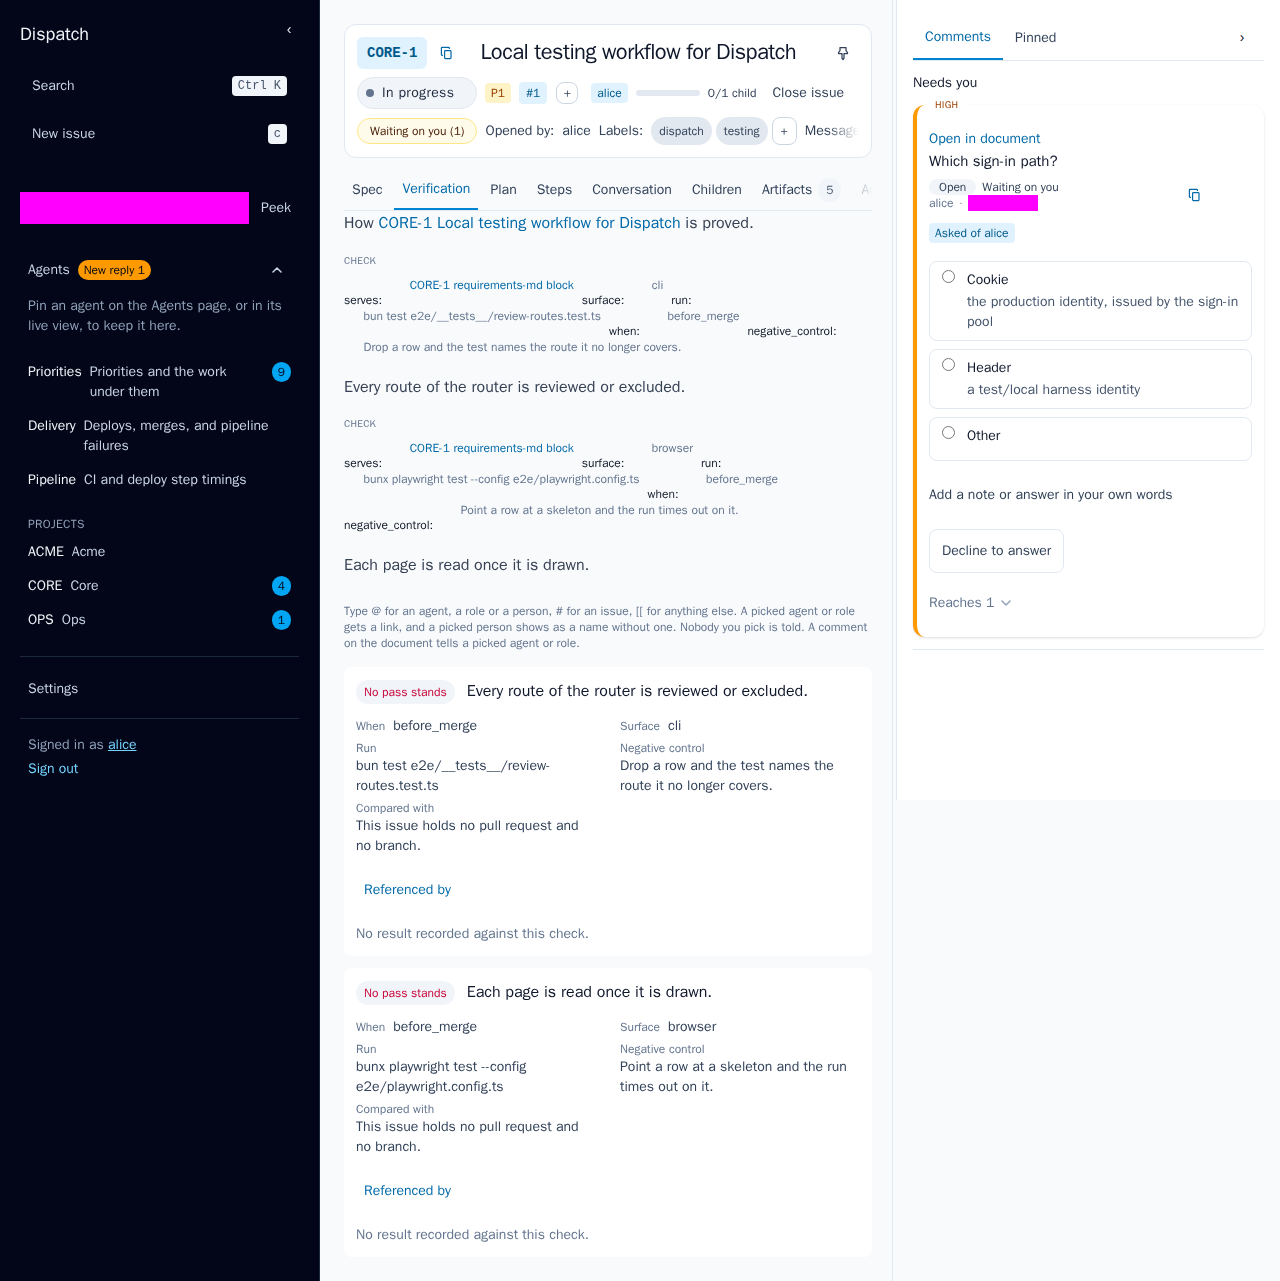 Dispatch
Search
Ctrl K
New issue
C
Peek
Agents
New reply 1
Pin an agent on the Agents page, or in its
live view, to keep it here.
Priorities
Priorities and the work
under them
9
Delivery
Deploys, merges, and pipeline
failures
Pipeline
CI and deploy step timings
PROJECTS
ACME
Acme
CORE
Core
4
OPS
Ops
1
Settings
Signed in as alice
Sign out
CORE-1
Local testing workflow for Dispatch
In progress
P1
#1
+
alice
0/1 child
Close issue
Waiting on you (1)
Opened by: alice
Labels:
dispatch
testing
+
Message
Spec
Verification
Plan
Steps
Conversation
Children
Artifacts
5
How CORE-1 Local testing workflow for Dispatch is proved.
CHECK
CORE-1 requirements-md block
cli
serves:
surface:
run:
bun test e2e/__tests__/review-routes.test.ts
before_merge
when:
negative_control:
Drop a row and the test names the route it no longer covers.
Every route of the router is reviewed or excluded.
CHECK
CORE-1 requirements-md block
browser
serves:
surface:
run:
bunx playwright test --config e2e/playwright.config.ts
before_merge
when:
Point a row at a skeleton and the run times out on it.
negative_control:
Each page is read once it is drawn.
Type @ for an agent, a role or a person, # for an issue, [[ for anything else. A picked agent or role
gets a link, and a picked person shows as a name without one. Nobody you pick is told. A comment
on the document tells a picked agent or role.
No pass stands
Every route of the router is reviewed or excluded.
When before_merge
Surface cli
Run
bun test e2e/__tests__/review-
routes.test.ts
Negative control
Drop a row and the test names the
route it no longer covers.
Compared with
This issue holds no pull request and
no branch.
Referenced by
No result recorded against this check.
No pass stands
Each page is read once it is drawn.
When before_merge
Surface browser
Run
bunx playwright test --config
e2e/playwright.config.ts
Negative control
Point a row at a skeleton and the run
times out on it.
Compared with
This issue holds no pull request and
no branch.
Referenced by
No result recorded against this check.
Comments
Pinned
Needs you
HIGH
Open in document
Which sign-in path?
Open
Waiting on you
alice ·
Asked of alice
Cookie
the production identity, issued by the sign-in
pool
Header
a test/local harness identity
Other
Add a note or answer in your own words
Decline to answer
Reaches 1